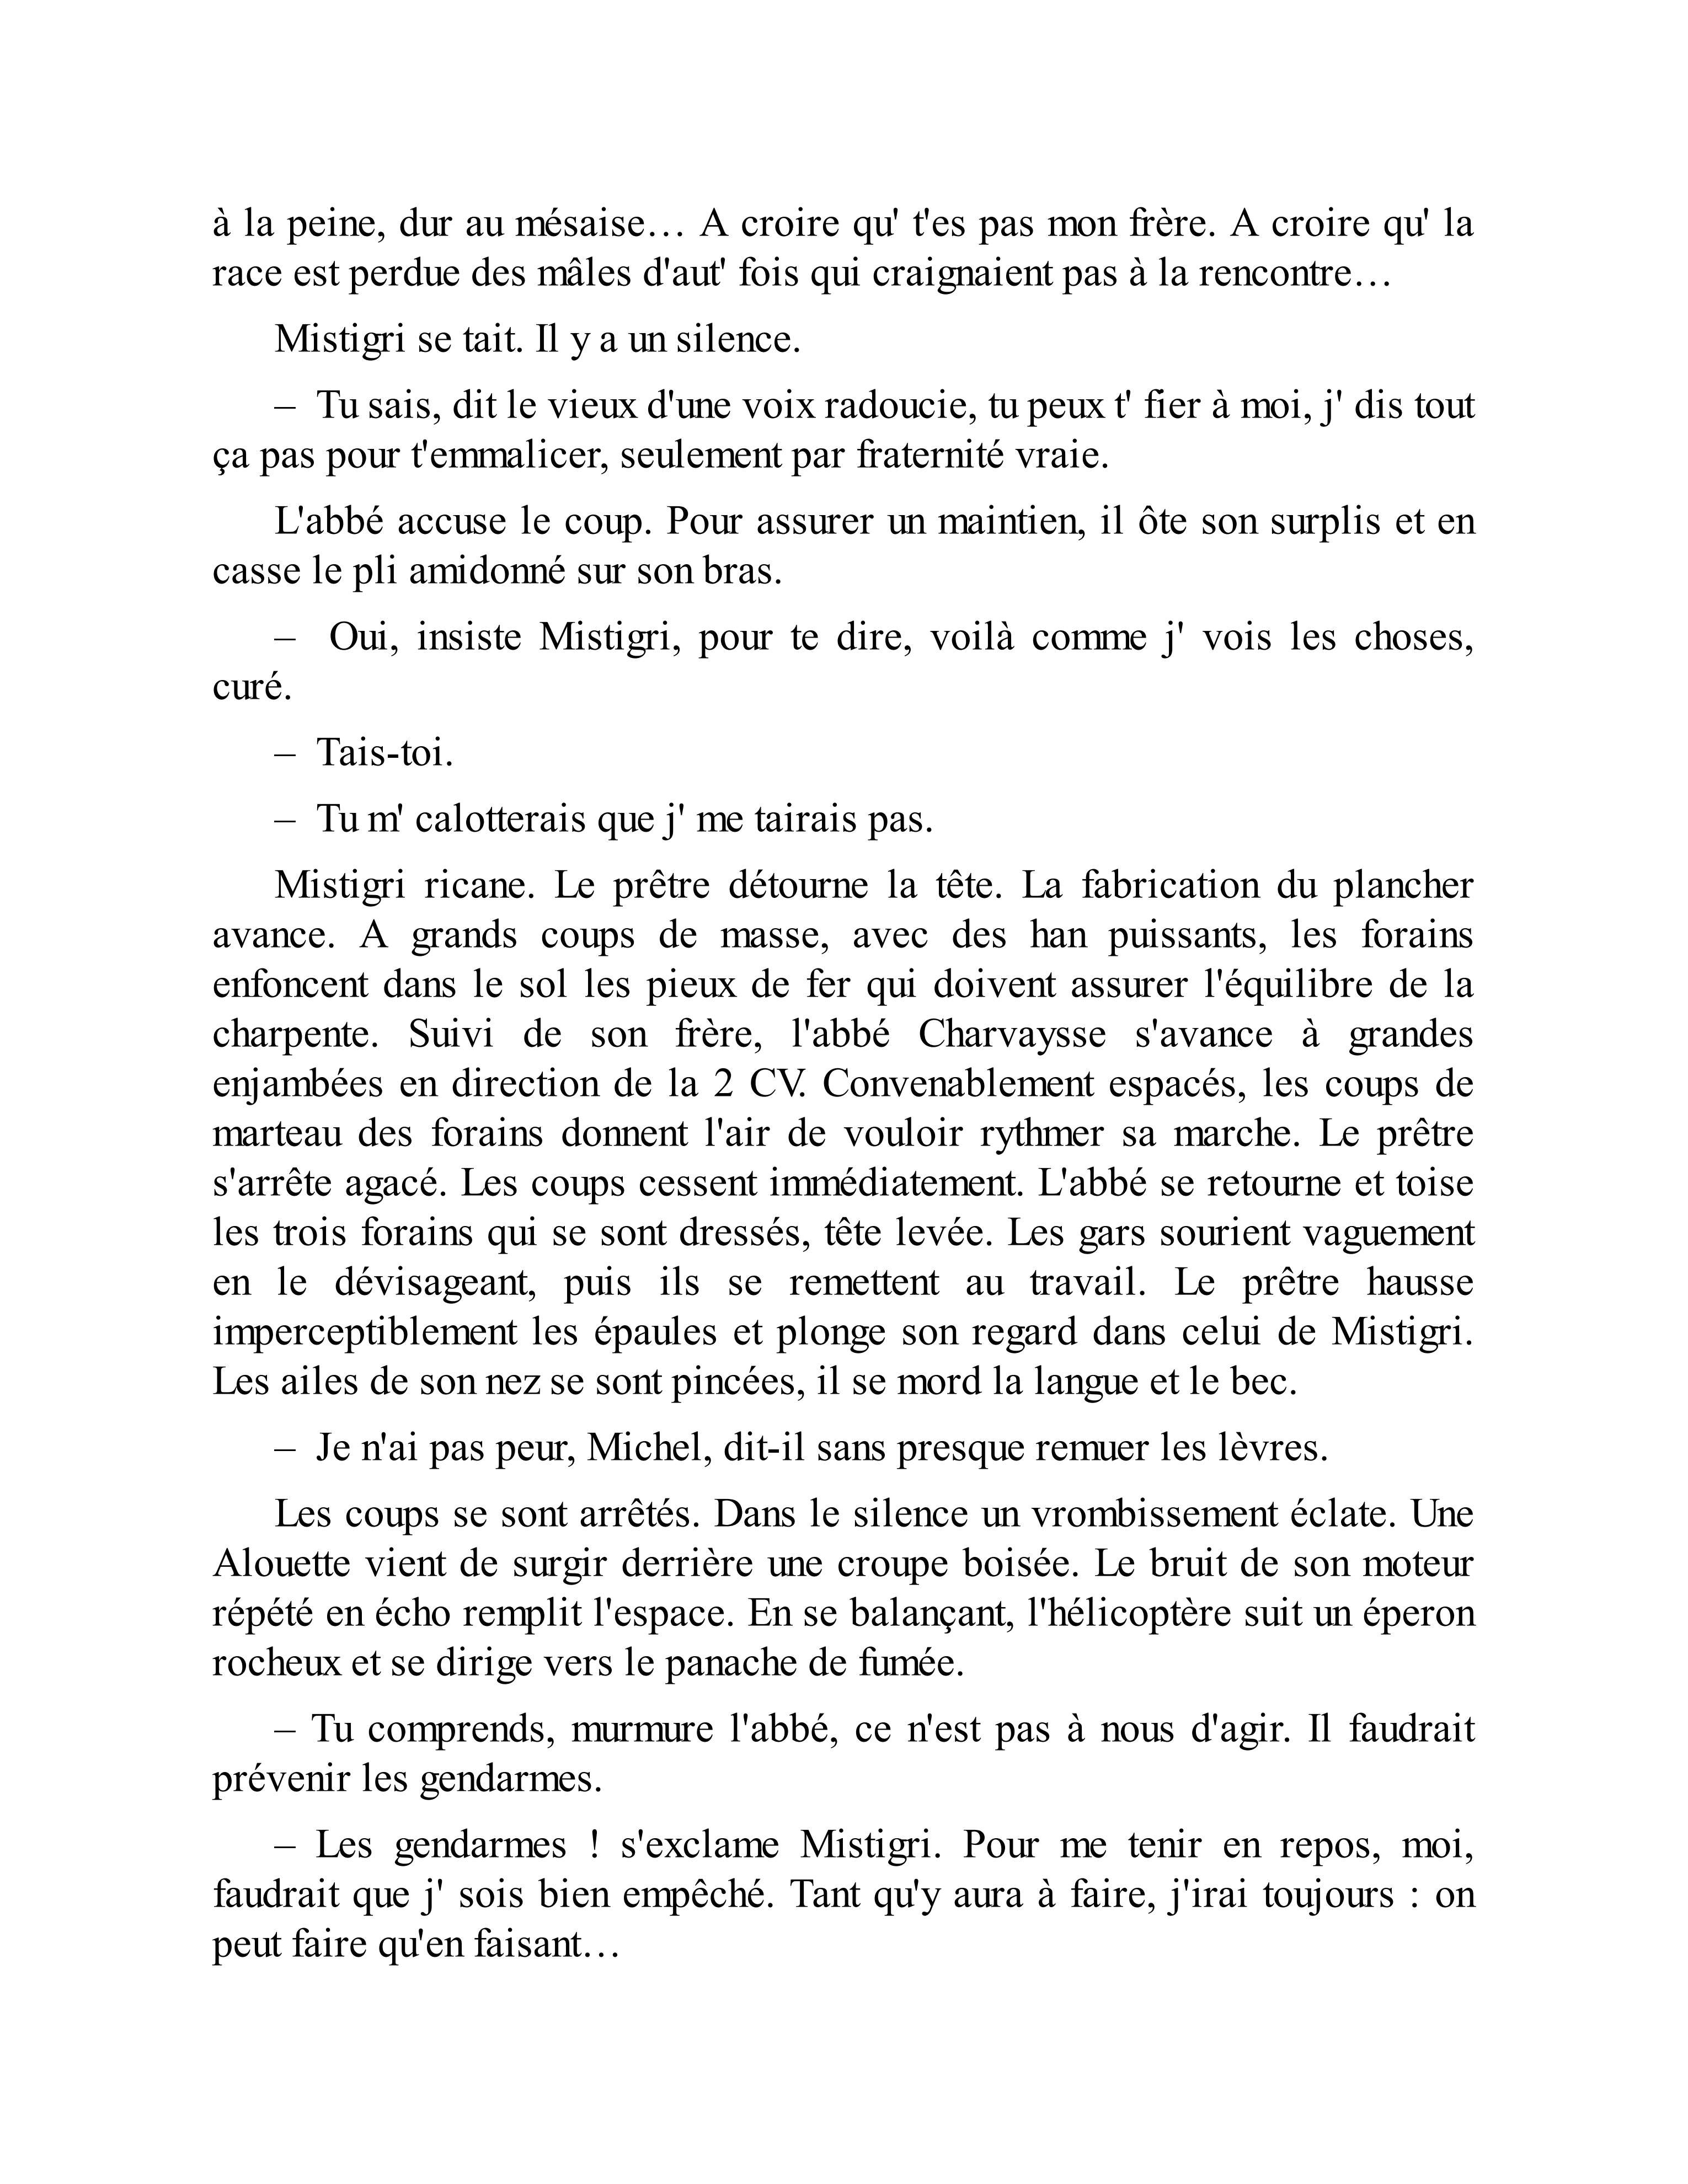 à la peine, dur au mésaise… A croire qu' t'es pas mon frère. A croire qu' la
race est perdue des mâles d'aut' fois qui craignaient pas à la rencontre…
Mistigri se tait. Il y a un silence.
– Tu sais, dit le vieux d'une voix radoucie, tu peux t' fier à moi, j' dis tout
ça pas pour t'emmalicer, seulement par fraternité vraie.
L'abbé accuse le coup. Pour assurer un maintien, il ôte son surplis et en
casse le pli amidonné sur son bras.
– Oui, insiste Mistigri, pour te dire, voilà comme j' vois les choses,
curé.
– Tais-toi.
– Tu m' calotterais que j' me tairais pas.
Mistigri ricane. Le prêtre détourne la tête. La fabrication du plancher
avance. A grands coups de masse, avec des han puissants, les forains
enfoncent dans le sol les pieux de fer qui doivent assurer l'équilibre de la
charpente. Suivi de son frère, l'abbé Charvaysse s'avance à grandes
enjambées en direction de la 2 CV. Convenablement espacés, les coups de
marteau des forains donnent l'air de vouloir rythmer sa marche. Le prêtre
s'arrête agacé. Les coups cessent immédiatement. L'abbé se retourne et toise
les trois forains qui se sont dressés, tête levée. Les gars sourient vaguement
en le dévisageant, puis ils se remettent au travail. Le prêtre hausse
imperceptiblement les épaules et plonge son regard dans celui de Mistigri.
Les ailes de son nez se sont pincées, il se mord la langue et le bec.
– Je n'ai pas peur, Michel, dit-il sans presque remuer les lèvres.
Les coups se sont arrêtés. Dans le silence un vrombissement éclate. Une
Alouette vient de surgir derrière une croupe boisée. Le bruit de son moteur
répété en écho remplit l'espace. En se balançant, l'hélicoptère suit un éperon
rocheux et se dirige vers le panache de fumée.
– Tu comprends, murmure l'abbé, ce n'est pas à nous d'agir. Il faudrait
prévenir les gendarmes.
– Les gendarmes ! s'exclame Mistigri. Pour me tenir en repos, moi,
faudrait que j' sois bien empêché. Tant qu'y aura à faire, j'irai toujours : on
peut faire qu'en faisant…